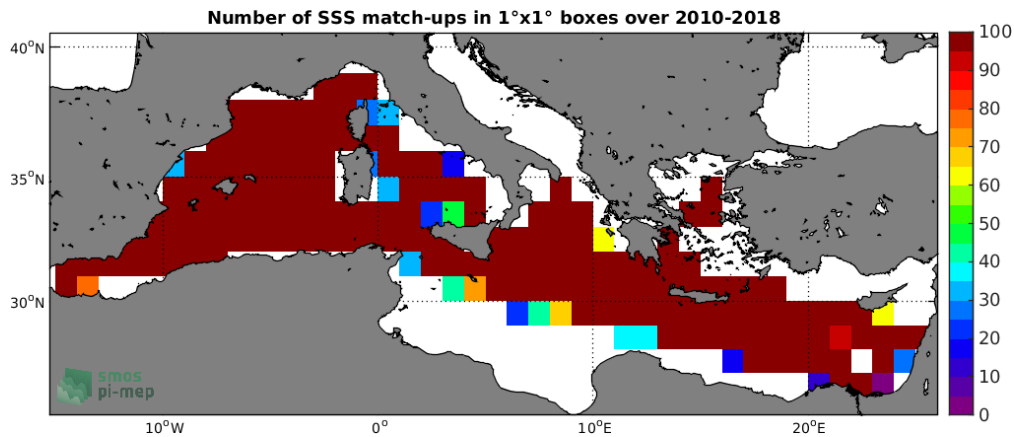 Number of SSS match-ups in 1°x1° boxes over 2010-2018
40°N
35°N
30°N
10°W
0°
10°E
20°E
100
90
80
70
60
50
40
30
20
10
0
smos
pi-mep